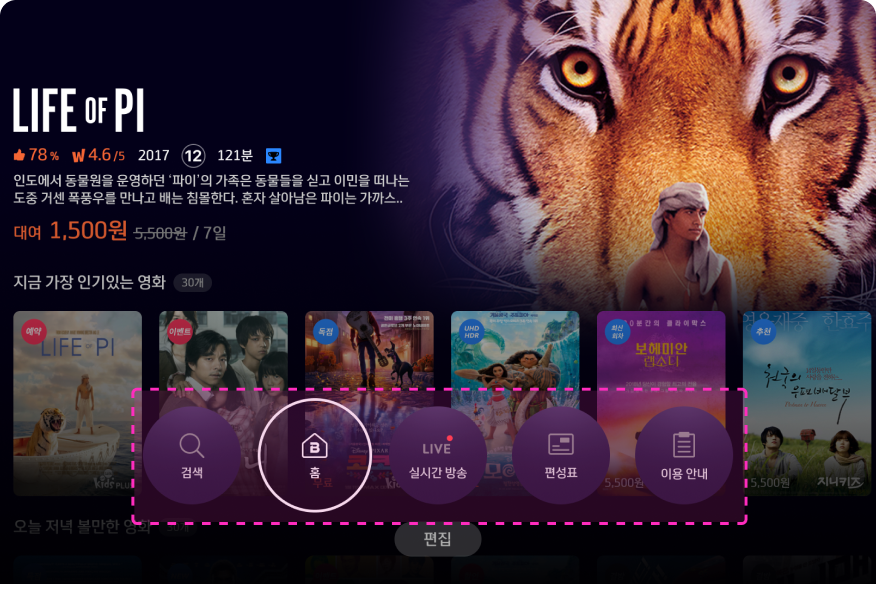 LIFE OF PI
78% W 4.6/5 2017 12 121분
인도에서 동물원을 운영하던 ‘파이’의 가족은 동물들을 싣고 이민을 떠나는
도중 거센 폭풍우를 만나고 배는 침몰한다. 혼자 살아남은 파이는 가까스..
대여 1,500원 5,500원 / 7일
지금 가장 인기있는 영화 30개
예약
LIFE OF PI
이벤트
독점
UHD
HDR
최신
회차
보헤미안
랩소디
추천
천국의
우편배달부
검색
B
홈
LIVE
실시간 방송
편성표
이용 안내
무료
5,500원
5,500원
지니키즈
오늘 저녁 볼만한 영화
편집